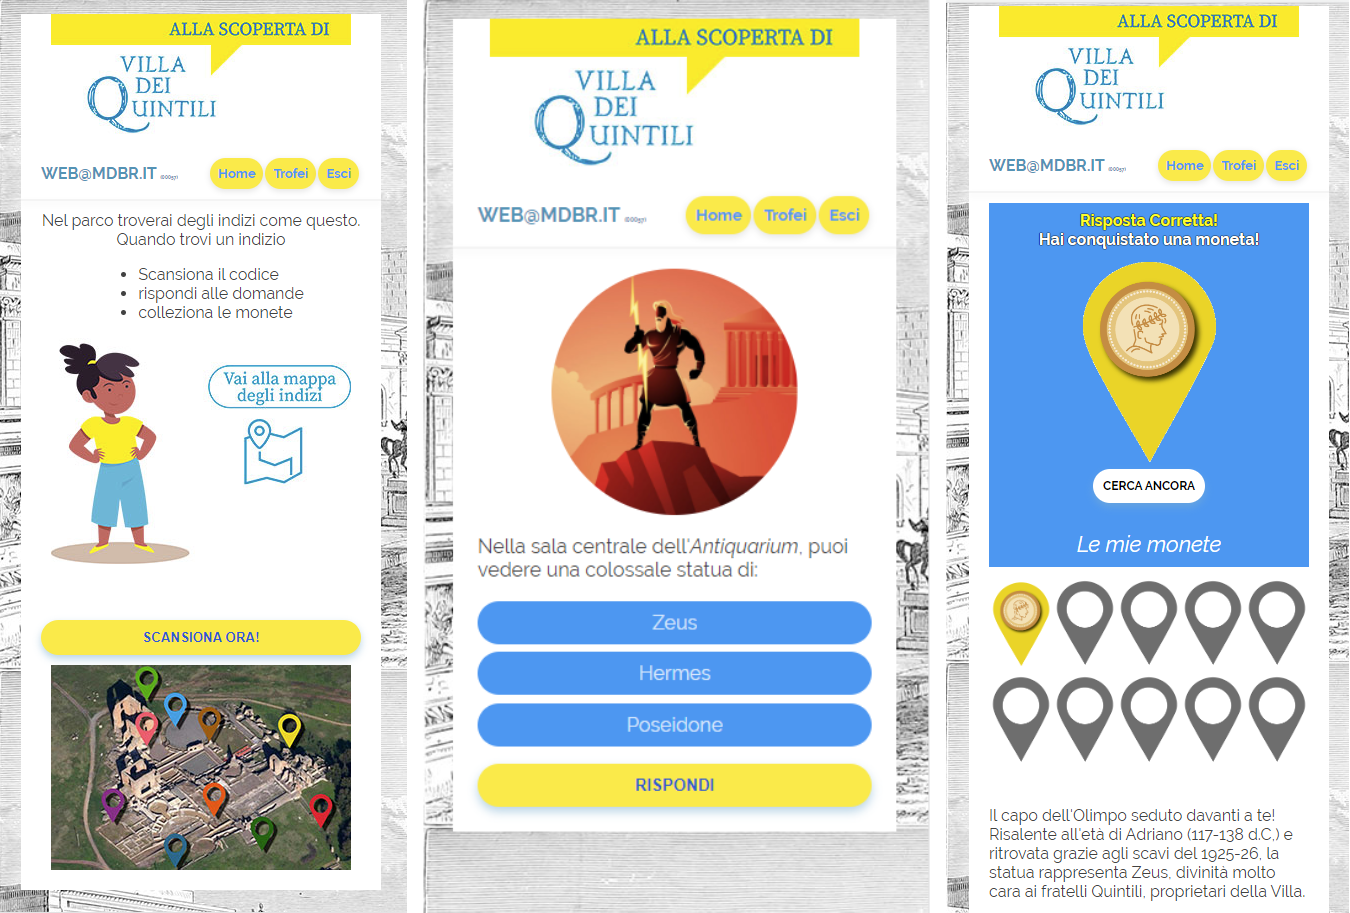 ALLA SCOPERTA DI
VILLA
DEI
QUINTILI
WEB@MDBR.IT
Home
Trofei
Esci
Nel parco troverai degli indizi come questo.
Quando trovi un indizio
• Scansiona il codice
• rispondi alle domande
• colleziona le monete
Vai alla mappa
degli indizi
SCANSIONA ORA!
ALLA SCOPERTA DI
VILLA
DEI
QUINTILI
WEB@MDBR.IT
Home
Trofei
Esci
Nella sala centrale dell'Antiquarium, puoi
vedere una colossale statua di:
Zeus
Hermes
Poseidone
RISPONDI
ALLA SCOPERTA DI
VILLA
DEI
QUINTILI
WEB@MDBR.IT
Home
Trofei
Esci
Risposta Corretta!
Hai conquistato una moneta!
CERCA ANCORA
Le mie monete
Il capo dell'Olimpo seduto davanti a te!
Risalente all'età di Adriano (117-138 d.C,) e
ritrovata grazie agli scavi del 1925-26, la
statua rappresenta Zeus, divinità molto
cara ai fratelli Quintili, proprietari della Villa.